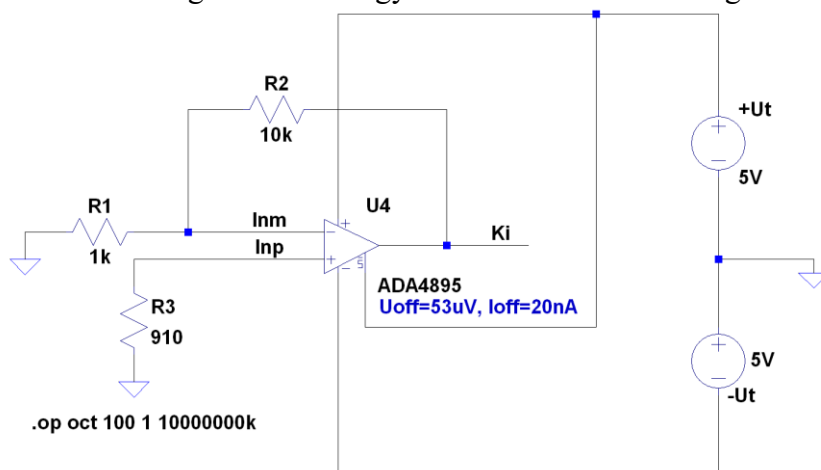 R2
10k
+Ut
5V
U4
R1
Inm
Ki
1k
Inp
ADA4895
Uoff=53uV, Ioff=20nA
R3
910
5V
-Ut
.op oct 100 1 10000000k